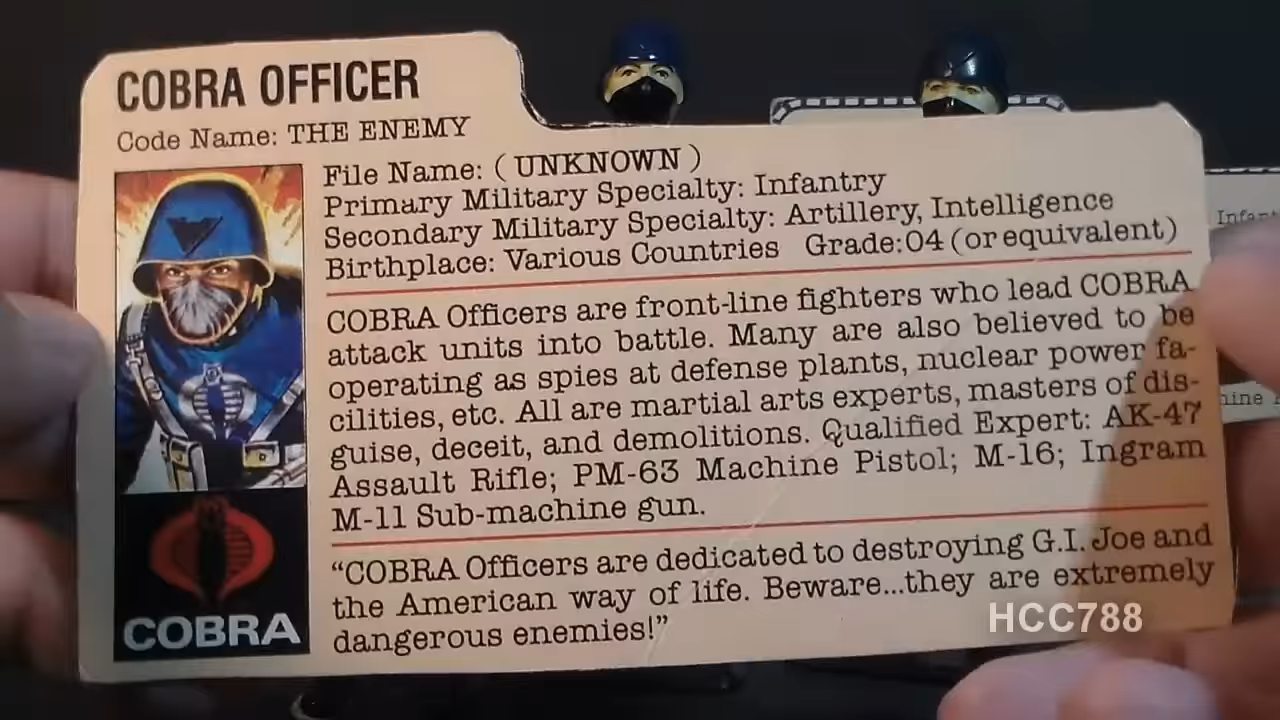 COBRA OFFICER
Code Name: THE ENEMY
File Name: (UNKNOWN)
Primary Military Specialty: Infantry
Secondary Military Specialty: Artillery, Intelligence
Birthplace: Various Countries Grade:04 (or equivalent)
COBRA Officers are front-line fighters who lead COBRA
attack units into battle. Many are also believed to be
operating as spies at defense plants, nuclear power fa-
cilities, etc. All are martial arts experts, masters of dis-
guise, deceit, and demolitions. Qualified Expert: AK-47
Assault Rifle; PM-63 Machine Pistol; M-16; Ingram
M-11 Sub-machine gun.
"COBRA Officers are dedicated to destroying G.I. Joe and
the American way of life. Beware...they are extremely
dangerous enemies!"
COBRA
HCC788